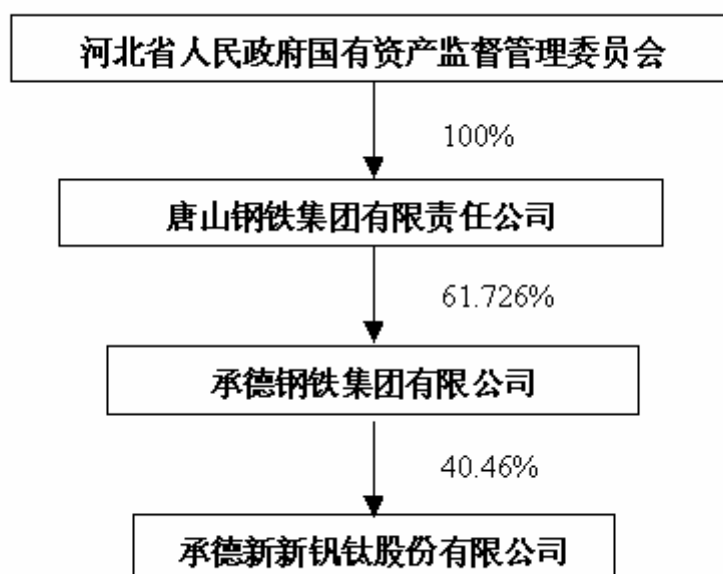 河北省人民政府国有资产监督管理委员会
100%
唐山钢铁集团有限责任公司
61.726%
承德钢铁集团有限公司
40.46%
承德新新钒钛股份有限公司